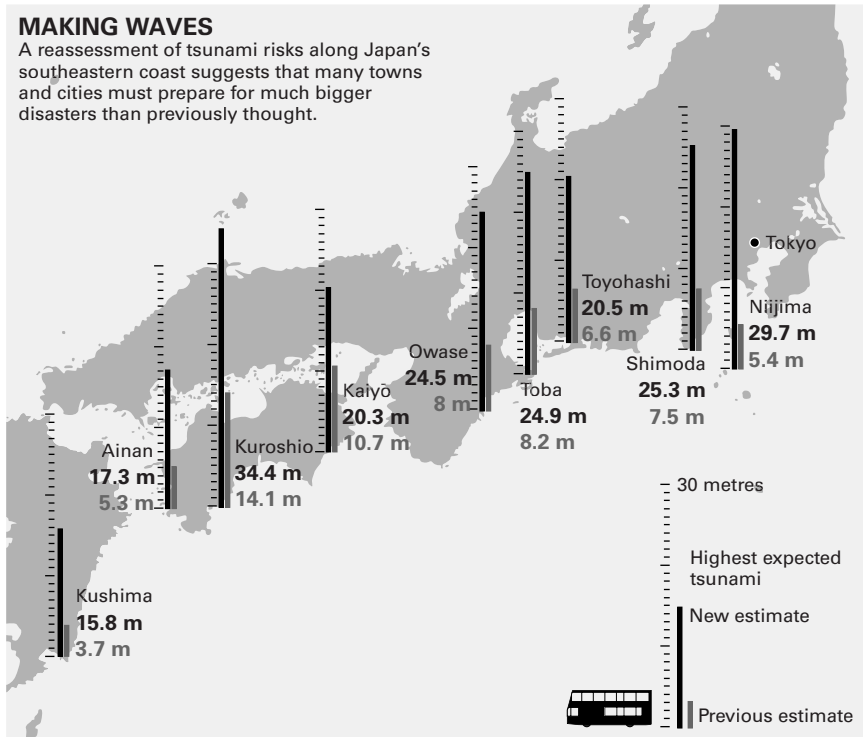 MAKING WAVES
A reassessment of tsunami risks along Japan's
southeastern coast suggests that many towns
and cities must prepare for much bigger
disasters than previously thought.
Tokyo
Toyohashi
20.5 m
6.6 m
Niijima
29.7 m
5.4 m
Owase
24.5 m
8 m
Shimoda
25.3 m
7.5 m
Kaiyō
20.3 m
10.7 m
Toba
24.9 m
8.2 m
Ainan
17.3 m
5.3 m
Kuroshio
34.4 m
14.1 m
Kushima
15.8 m
3.7 m
30 metres
Highest expected
tsunami
New estimate
Previous estimate